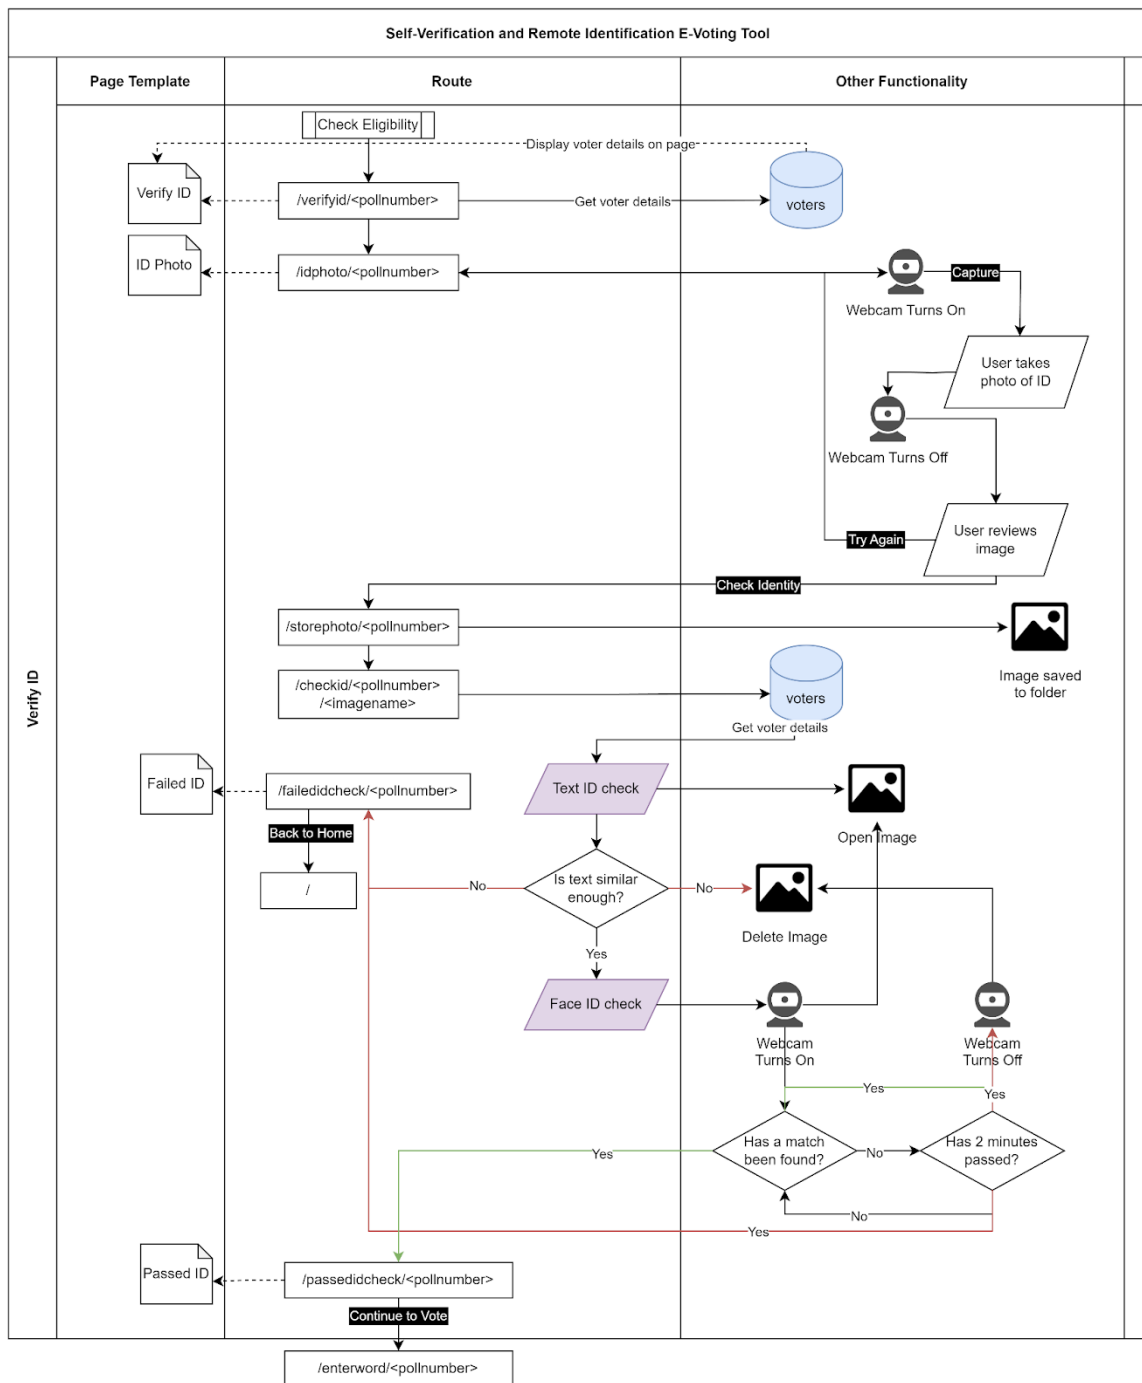 Self-Verification and Remote Identification E-Voting Tool
Page Template
Route
Other Functionality
Verify ID
Check Eligibility
Display voter details on page
Verify ID
/verifyid/<pollnumber>
Get voter details
voters
ID Photo
/idphoto/<pollnumber>
Capture
Webcam Turns On
User takes
photo of ID
Webcam Turns Off
Try Again
User reviews
image
Check Identity
/storephoto/<pollnumber>
Image saved
to folder
/checkid/<pollnumber>
/<imagename>
voters
Get voter details
Failed ID
/failedidcheck/<pollnumber>
Text ID check
Open Image
Back to Home
/
No
Is text similar
enough?
No
Delete Image
Yes
Face ID check
Webcam
Turns On
Webcam
Turns Off
Yes
Yes
Yes
Has a match
been found?
No
Has 2 minutes
passed?
No
Yes
Passed ID
/passedidcheck/<pollnumber>
Continue to Vote
/enterword/<pollnumber>